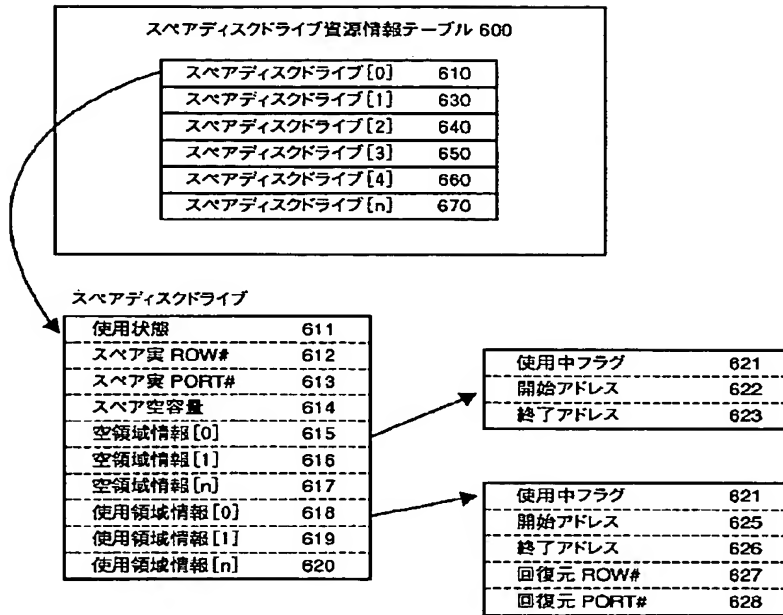 スペアディスクドライブ資源情報テーブル 600
スペアディスクドライブ[0] 610
スペアディスクドライブ[1] 630
スペアディスクドライブ[2] 640
スペアディスクドライブ[3] 650
スペアディスクドライブ[4] 660
スペアディスクドライブ[n] 670
スペアディスクドライブ
使用状態 611
スペア実 ROW# 612
スペア実 PORT# 613
スペア空容量 614
空領域情報[0] 615
空領域情報[1] 616
空領域情報[n] 617
使用領域情報[0] 618
使用領域情報[1] 619
使用領域情報[n] 620
使用中フラグ 621
開始アドレス 622
終了アドレス 623
使用中フラグ 621
開始アドレス 625
終了アドレス 626
回復元 ROW# 627
回復元 PORT# 628